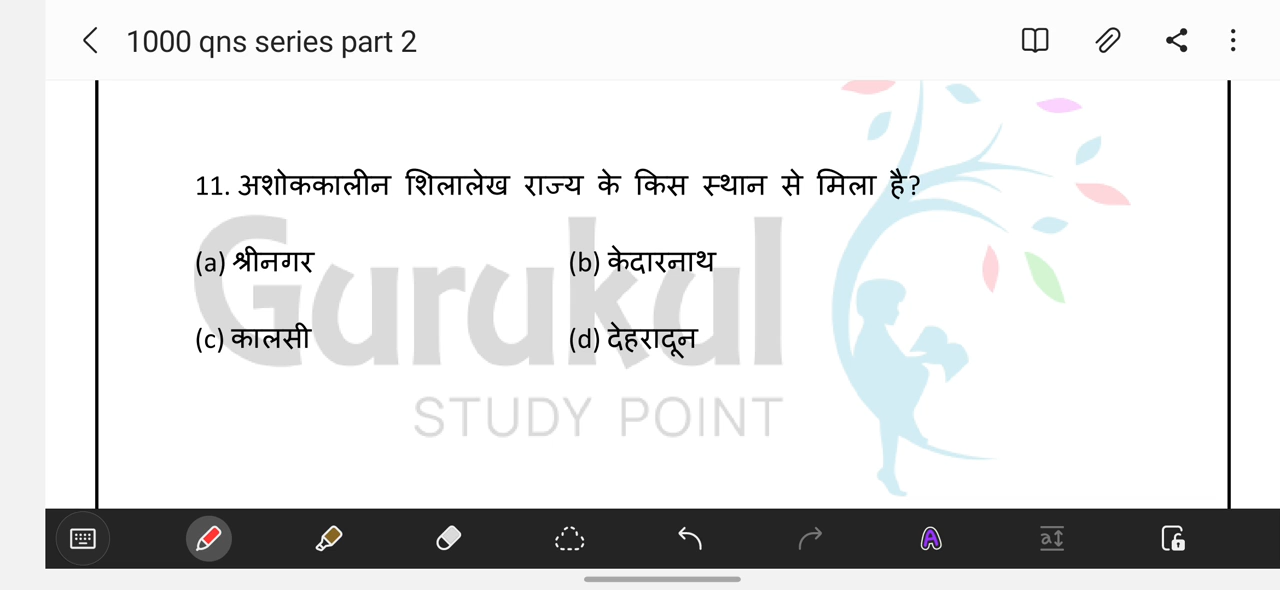 1000 qns series part 2
11. अशोककालीन शिलालेख राज्य के किस स्थान से मिला है?
(a) श्रीनगर (b) केदारनाथ
(c) कालसी (d) देहरादून
Gurukul
STUDY POINT